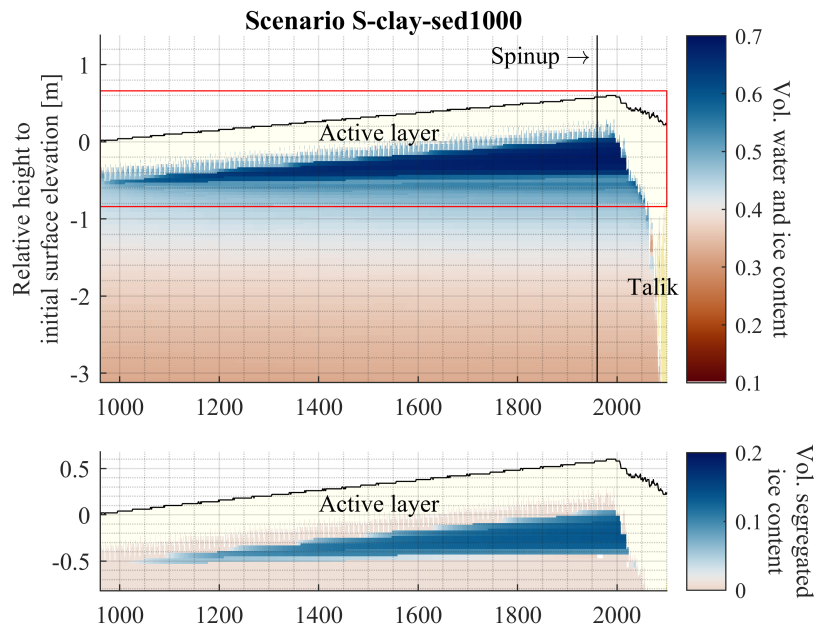 Scenario S-clay-sed1000
Relative height to
initial surface elevation [m]
1
0
-1
-2
-3
Spinup →
Active layer
Talik
1000 1200 1400 1600 1800 2000
0.7
0.6
0.5
0.4
0.3
0.2
0.1
Vol. water and ice content
0.5
0
-0.5
Active layer
1000 1200 1400 1600 1800 2000
0.2
0.1
0
Vol. segregated
ice content